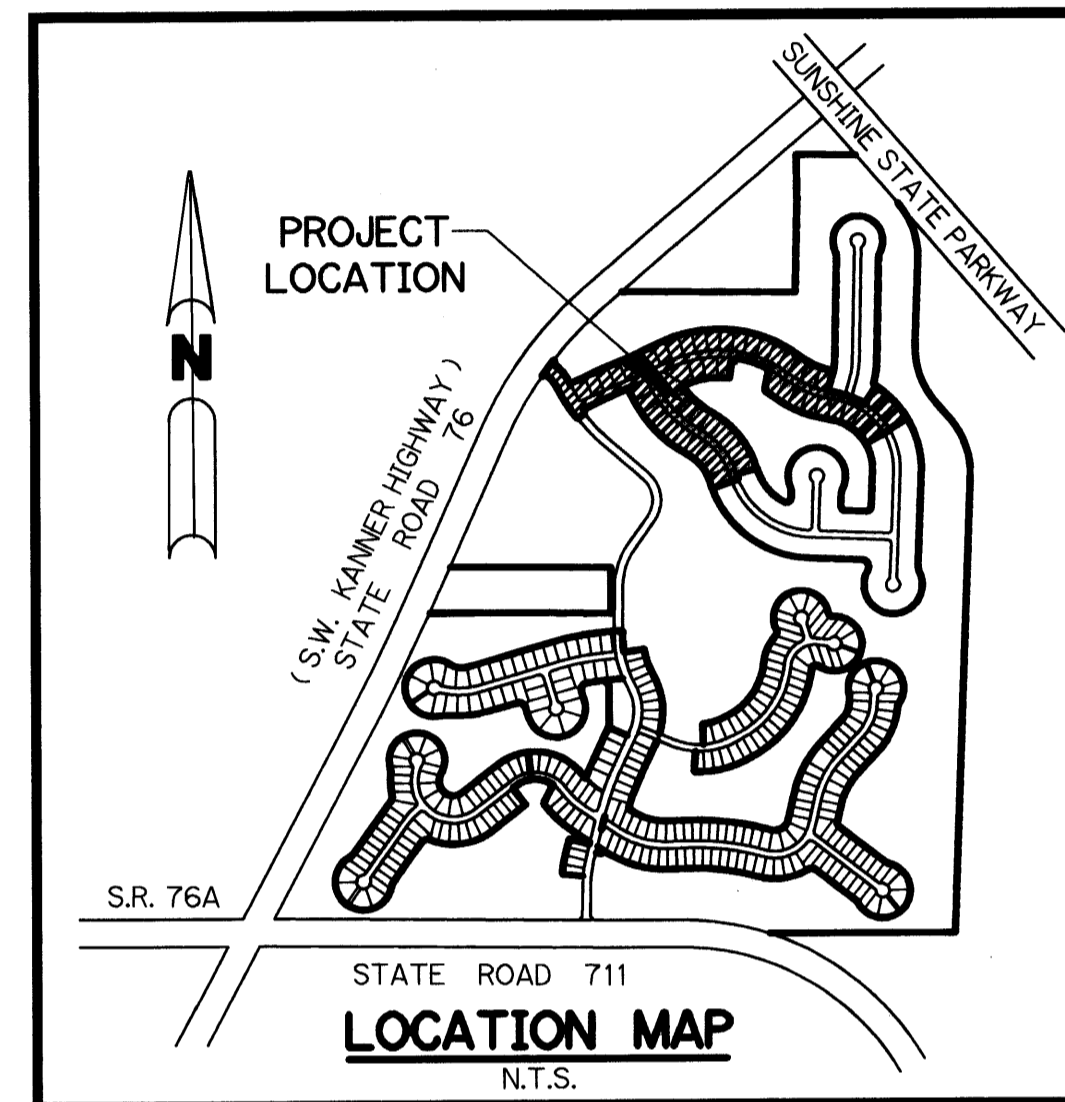 SUNSHINE STATE PARKWAY
PROJECT
LOCATION
N
( S.W. KANNER HIGHWAY )
STATE ROAD 76
S.R. 76A
STATE ROAD 711
LOCATION MAP
N.T.S.